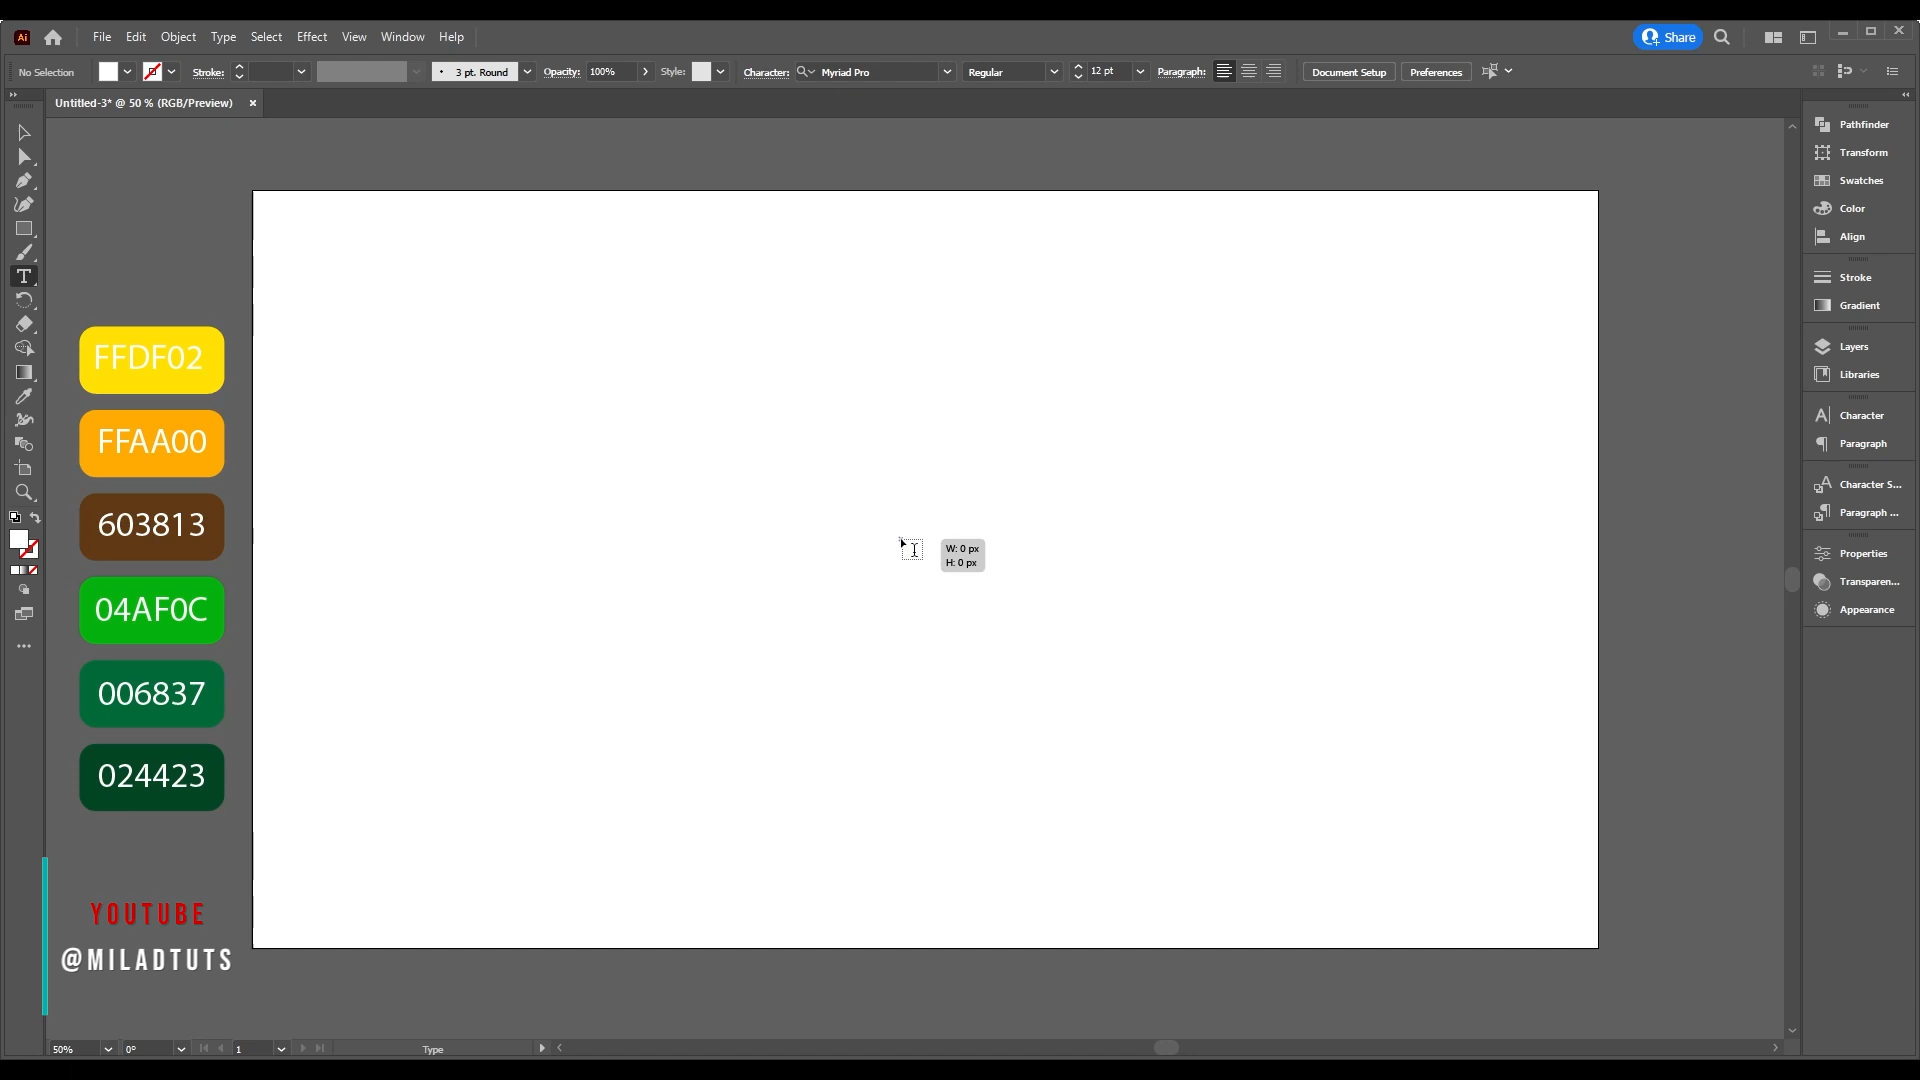 Ai File Edit Object Type Select Effect View Window Help Share
No Selection Stroke: 3 pt. Round Opacity: 100% Style: Character: Myriad Pro Regular 12 pt Paragraph: Document Setup Preferences
Untitled-3* @ 50 % (RGB/Preview) ×
Pathfinder
Transform
Swatches
Color
Align
Stroke
Gradient
Layers
Libraries
Character
Paragraph
Character S...
Paragraph ...
Properties
Transparen...
Appearance
FFDF02
FFAA00
603813
04AF0C
006837
024423
W: 0 px
H: 0 px
YOUTUBE
@MILADTUTS
50% 0° 1 Type